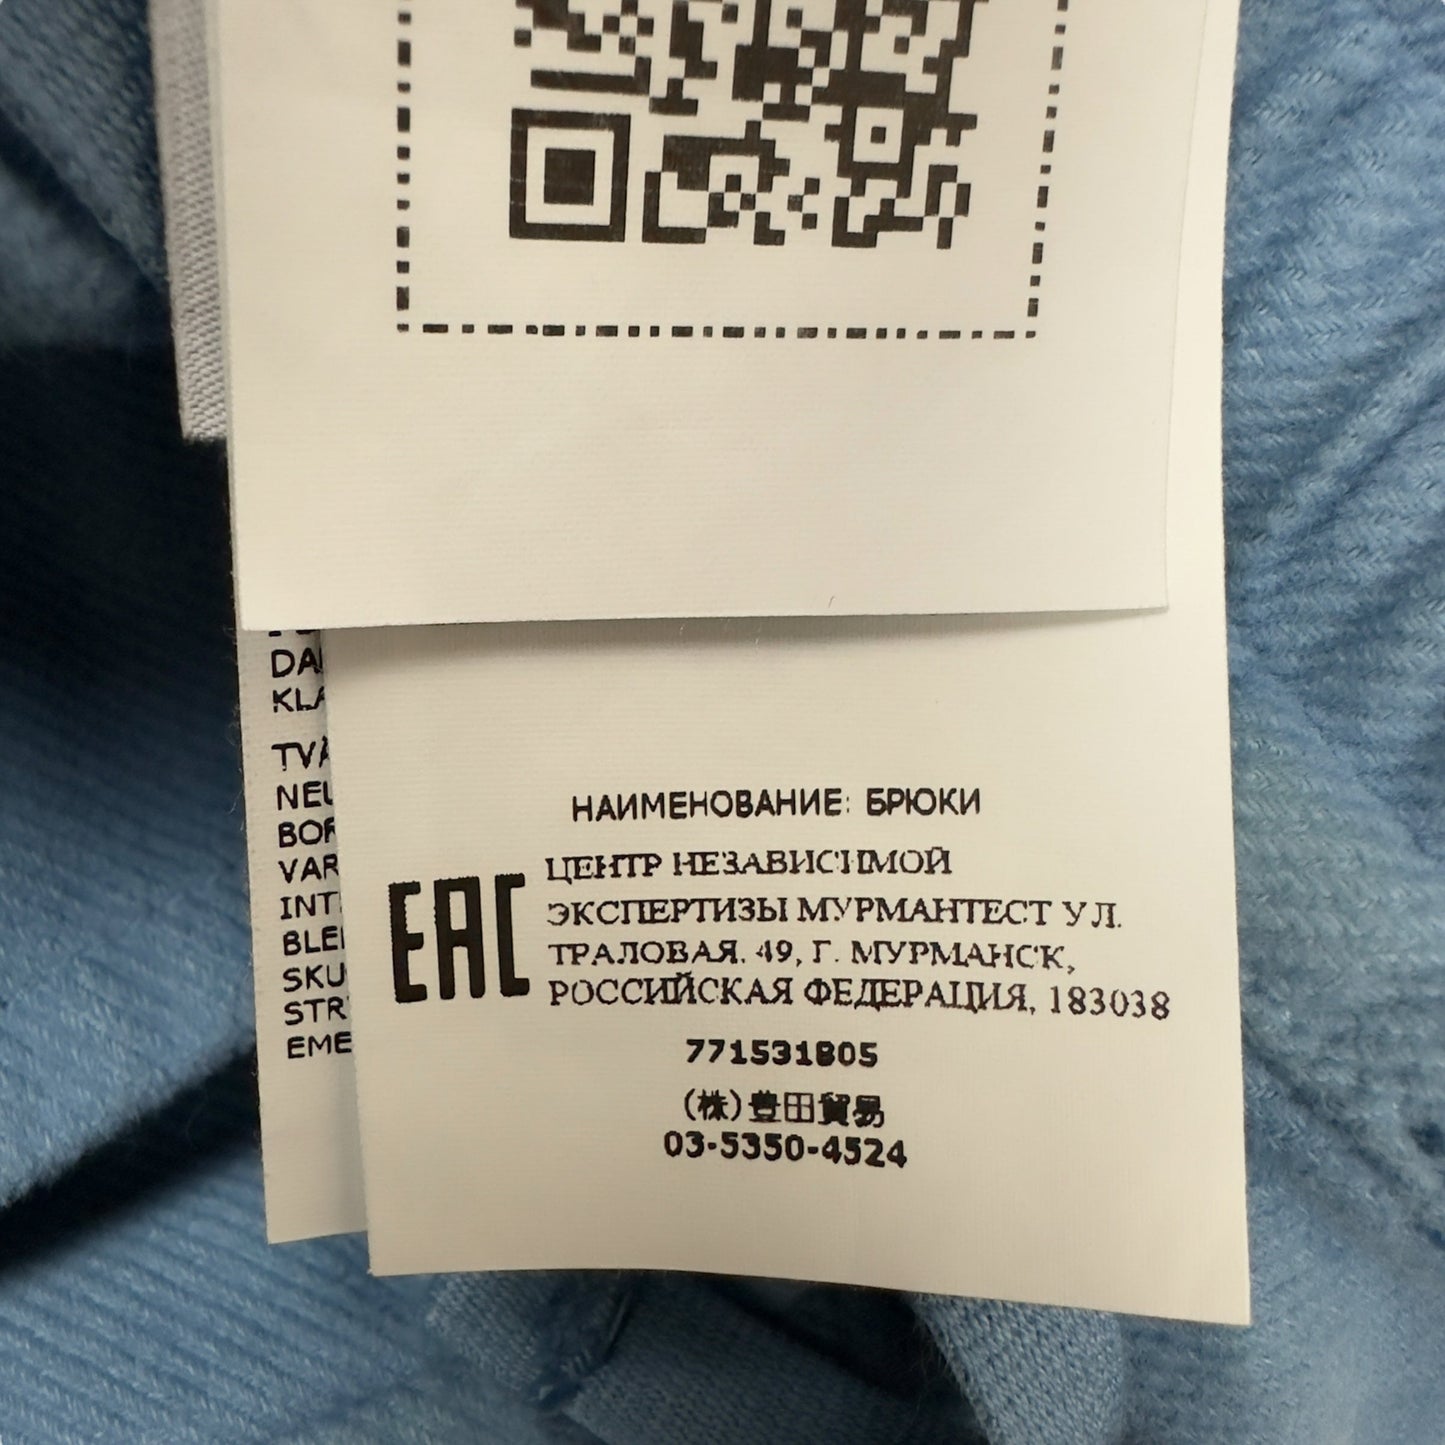 DA
KLA
TVÄ
NEU
BOR
VAR
INT
BLE
SKU
STR
EME
НАИМЕНОВАНИЕ: БРЮКИ
EAC
ЦЕНТР НЕЗАВИСИМОЙ
ЭКСПЕРТИЗЫ МУРМАНТЕСТ УЛ.
ТРАЛОВАЯ. 49, Г. МУРМАНСК,
РОССИЙСКАЯ ФЕДЕРАЦИЯ, 183038
771531805
(株)豊田貿易
03-5350-4524